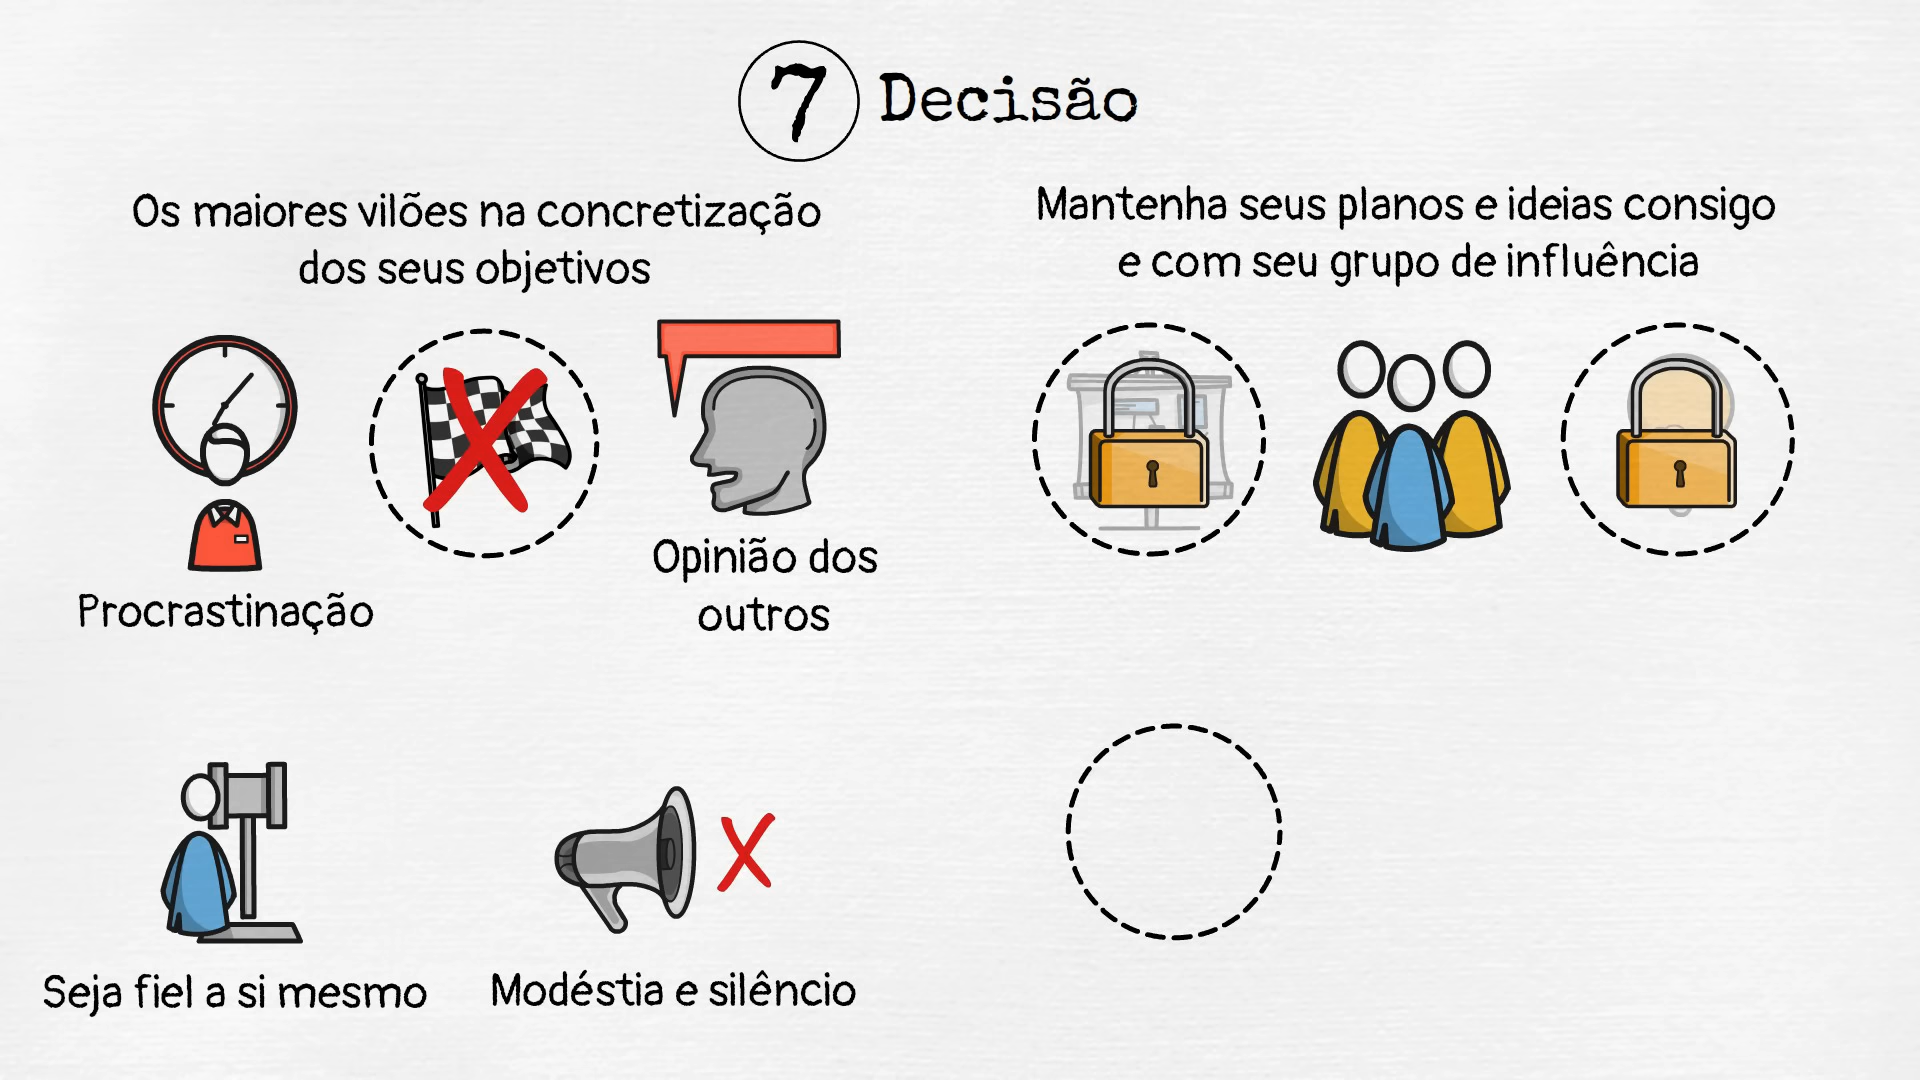 7 Decisão
Os maiores vilões na concretização
dos seus objetivos
Procrastinação
Opinião dos
outros
Mantenha seus planos e ideias consigo
e com seu grupo de influência
Seja fiel a si mesmo
Modéstia e silêncio